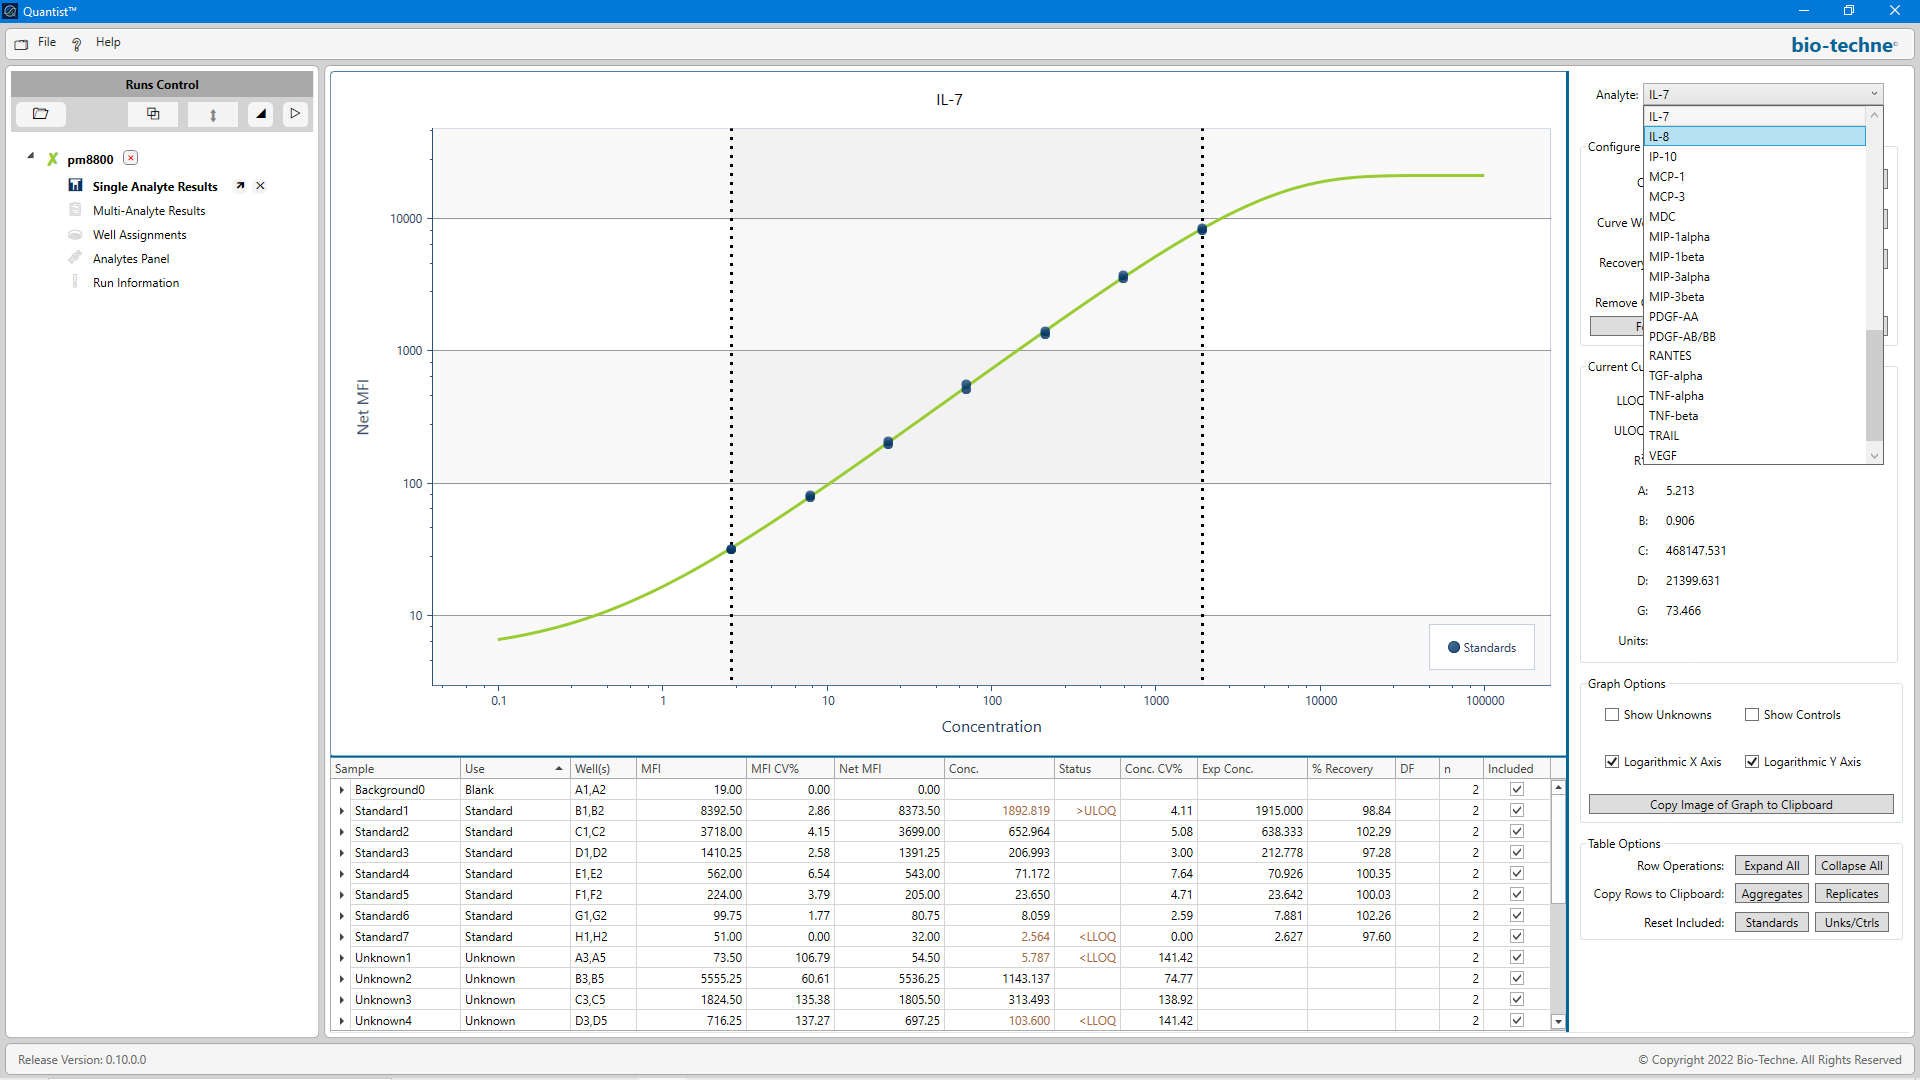 Quantist™
File Help
bio-techne
Runs Control
pm8800
Single Analyte Results
Multi-Analyte Results
Well Assignments
Analytes Panel
Run Information
IL-7
Net MFI
10000
1000
100
10
0.1 1 10 100 1000 10000 100000
Concentration
Standards
Sample Use Well(s) MFI MFI CV% Net MFI Conc. Status Conc. CV% Exp Conc. % Recovery DF n Included
Background0 Blank A1,A2 19.00 0.00 0.00 2
Standard1 Standard B1,B2 8392.50 2.86 8373.50 1892.819 >ULOQ 4.11 1915.000 98.84 2
Standard2 Standard C1,C2 3718.00 4.15 3699.00 652.964 5.08 638.333 102.29 2
Standard3 Standard D1,D2 1410.25 2.58 1391.25 206.993 3.00 212.778 97.28 2
Standard4 Standard E1,E2 562.00 6.54 543.00 71.172 7.64 70.926 100.35 2
Standard5 Standard F1,F2 224.00 3.79 205.00 23.650 4.71 23.642 100.03 2
Standard6 Standard G1,G2 99.75 1.77 80.75 8.059 2.59 7.881 102.26 2
Standard7 Standard H1,H2 51.00 0.00 32.00 2.564 <LLOQ 0.00 2.627 97.60 2
Unknown1 Unknown A3,A5 73.50 106.79 54.50 5.787 <LLOQ 141.42 2
Unknown2 Unknown B3,B5 5555.25 60.61 5536.25 1143.137 74.77 2
Unknown3 Unknown C3,C5 1824.50 135.38 1805.50 313.493 138.92 2
Unknown4 Unknown D3,D5 716.25 137.27 697.25 103.600 <LLOQ 141.42 2
Analyte: IL-7
IL-7
IL-8
IP-10
MCP-1
MCP-3
MDC
MIP-1alpha
MIP-1beta
MIP-3alpha
MIP-3beta
PDGF-AA
PDGF-AB/BB
RANTES
TGF-alpha
TNF-alpha
TNF-beta
TRAIL
VEGF
Configure
Curve
Recovery
Remove
Current
LLOQ
ULOQ
A: 5.213
B: 0.906
C: 468147.531
D: 21399.631
G: 73.466
Units:
Graph Options
Show Unknowns Show Controls
Logarithmic X Axis Logarithmic Y Axis
Copy Image of Graph to Clipboard
Table Options
Row Operations: Expand All Collapse All
Copy Rows to Clipboard: Aggregates Replicates
Reset Included: Standards Unks/Ctrls
Release Version: 0.10.0.0
© Copyright 2022 Bio-Techne. All Rights Reserved